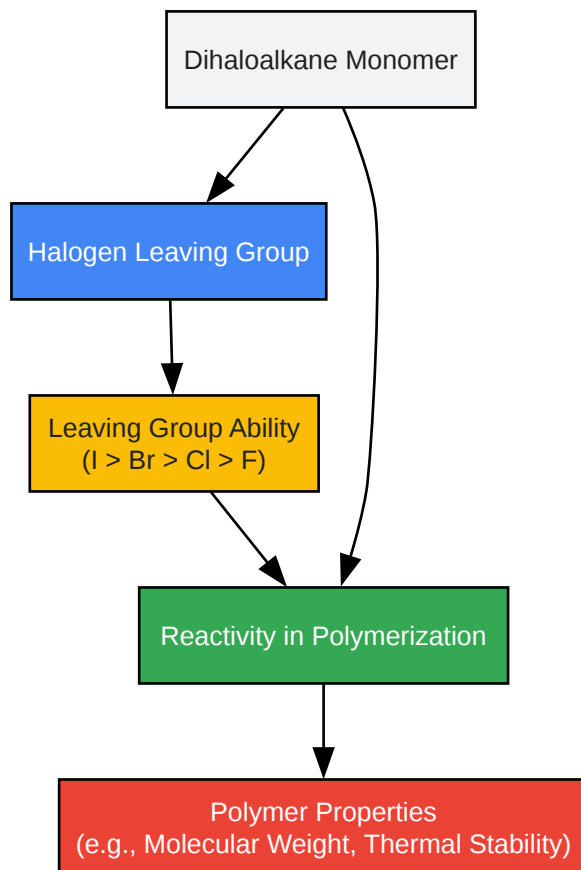 Dihaloalkane Monomer
Halogen Leaving Group
Leaving Group Ability
(I > Br > Cl > F)
Reactivity in Polymerization
Polymer Properties
(e.g., Molecular Weight, Thermal Stability)